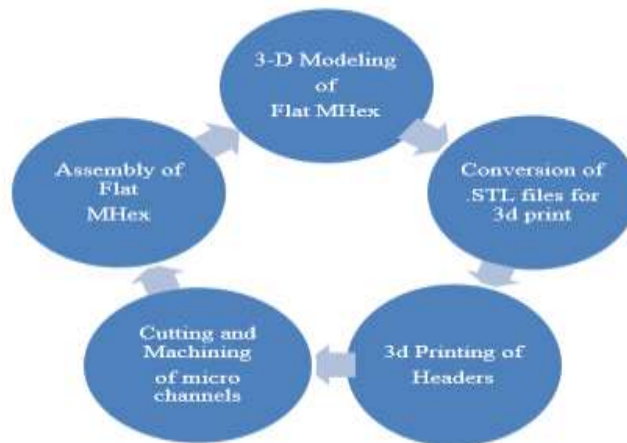 3-D Modeling
of
Flat MHex
Conversion of
.STL files for
3d print
3d Printing of
Headers
Cutting and
Machining
of micro
channels
Assembly of
Flat
MHex